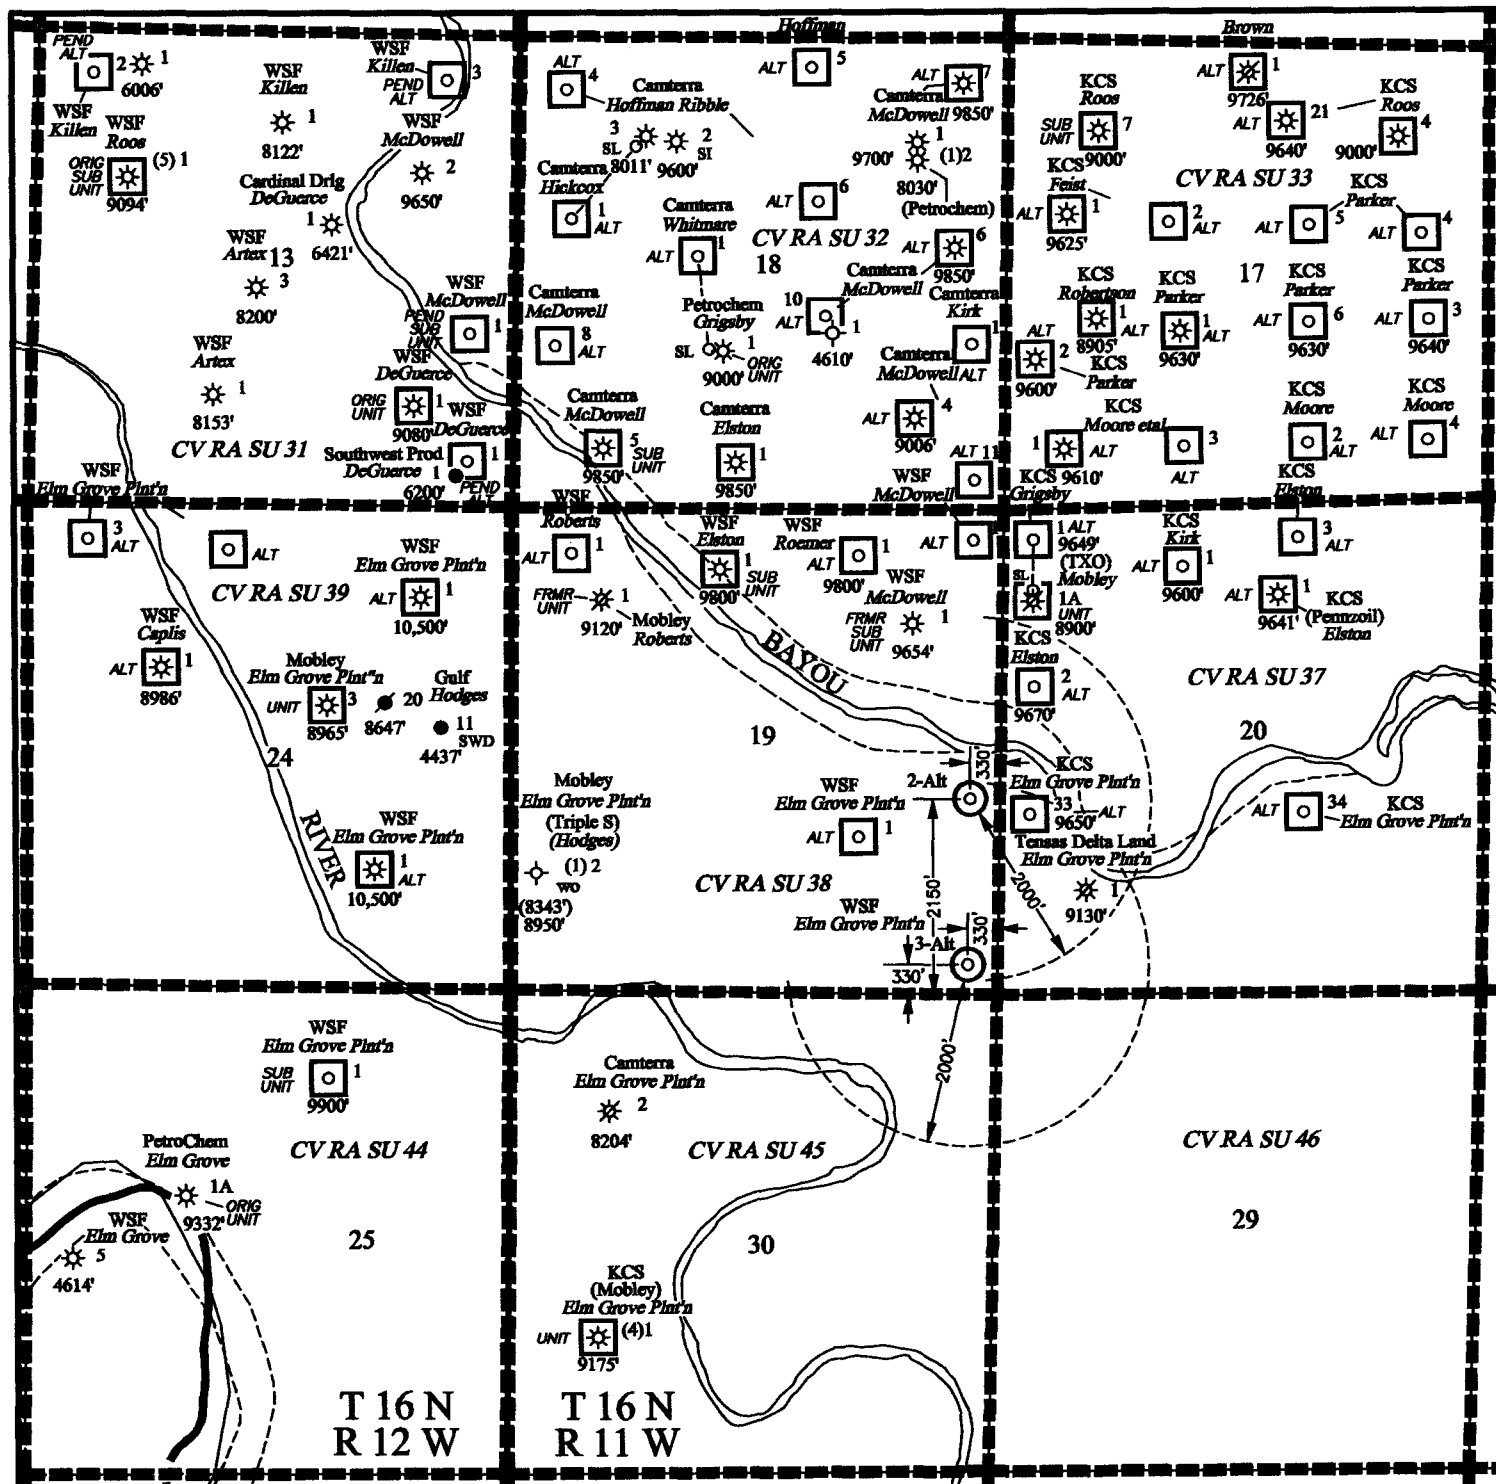 Hoffman
Brown
PEND
ALT
2
1
6006'
WSF
Killen
WSF
Roos
ORIG
SUB
UNIT
(5) 1
9094'
WSF
Killen
1
8122'
WSF
Killen
PEND
ALT
3
WSF
McDowell
2
9650'
Cardinal Drlg
DeGuerce
1
6421'
WSF
Artex
13
3
8200'
WSF
McDowell
PEND
SUB
UNIT
1
WSF
Artex
1
8153'
WSF
DeGuerce
ORIG
UNIT
1
9080'
WSF
DeGuerce
CV RA SU 31
Southwest Prod
DeGuerce
1
1
6200'
PEND
ALT
ALT
4
ALT
5
Camterra
Hoffman Ribble
3
SL
8011'
2
SI
9600'
ALT
7
Camterra
McDowell
9850'
1
9700'
(1)2
8030'
(Petrochem)
Camterra
Hickcox
1
ALT
Camterra
Whitmare
1
ALT
6
ALT
CV RA SU 32
18
ALT
6
9850'
Camterra
McDowell
Camterra
McDowell
8
ALT
Petrochem
Grigsby
SL
1
9000'
ORIG
UNIT
10
ALT
1
4610'
Camterra
Kirk
1
ALT
Camterra
McDowell
ALT
4
9006'
Camterra
McDowell
5
SUB
UNIT
9850'
Camterra
Elston
1
9850'
ALT
11
WSF
McDowell
KCS
Roos
SUB
UNIT
7
9000'
ALT
1
9726'
ALT
21
9640'
KCS
Roos
4
9000'
CV RA SU 33
KCS
Feist
ALT
1
9625'
2
ALT
KCS
Parker
ALT
5
ALT
4
17
KCS
Robertson
1
ALT
8905'
KCS
Parker
1
ALT
9630'
KCS
Parker
6
9630'
KCS
Parker
3
9640'
ALT
2
9600'
KCS
Parker
KCS
Moore etal
1
ALT
9610'
3
ALT
KCS
Moore
2
ALT
KCS
Moore
ALT
4
KCS
Grigsby
KCS
Elston
WSF
Elm Grove Plnt'n
3
ALT
ALT
CV RA SU 39
WSF
Elm Grove Plnt'n
ALT
1
10,500'
WSF
Caplis
ALT
1
8986'
Mobley
Elm Grove Plnt"n
UNIT
3
8965'
20
8647'
Gulf
Hodges
11
SWD
4437'
24
RIVER
WSF
Elm Grove Plnt'n
1
ALT
10,500'
WSF
Roberts
ALT
1
FRMR
UNIT
1
9120'
Mobley
Roberts
WSF
Elston
1
SUB
UNIT
9800'
WSF
Roemer
ALT
1
9800'
WSF
McDowell
FRMR
SUB
UNIT
1
9654'
BAYOU
19
Mobley
Elm Grove Plnt'n
(Triple S)
(Hodges)
(1) 2
wo
(8343')
8950'
WSF
Elm Grove Plnt'n
ALT
1
2-Alt
330'
2150'
2000'
CV RA SU 38
WSF
Elm Grove Plnt'n
3-Alt
330'
330'
2000'
1
ALT
9649'
(TXO)
Mobley
SL
1A
UNIT
8900'
KCS
Kirk
1
9600'
3
ALT
ALT
1
9641'
KCS
(Pennzoil)
Elston
KCS
Elston
2
ALT
9670'
CV RA SU 37
20
KCS
Elm Grove Plnt'n
33
9650'
ALT
Tensas Delta Land
Elm Grove Plnt'n
1
9130'
ALT
34
KCS
Elm Grove Plnt'n
WSF
Elm Grove Plnt'n
SUB
UNIT
1
9900'
CV RA SU 44
PetroChem
Elm Grove
1A
ORIG
UNIT
9332'
WSF
Elm Grove
5
4614'
25
Camterra
Elm Grove Plnt'n
2
8204'
CV RA SU 45
30
KCS
(Mobley)
Elm Grove Plnt'n
UNIT
(4)1
9175'
CV RA SU 46
29
T 16 N
R 12 W
T 16 N
R 11 W